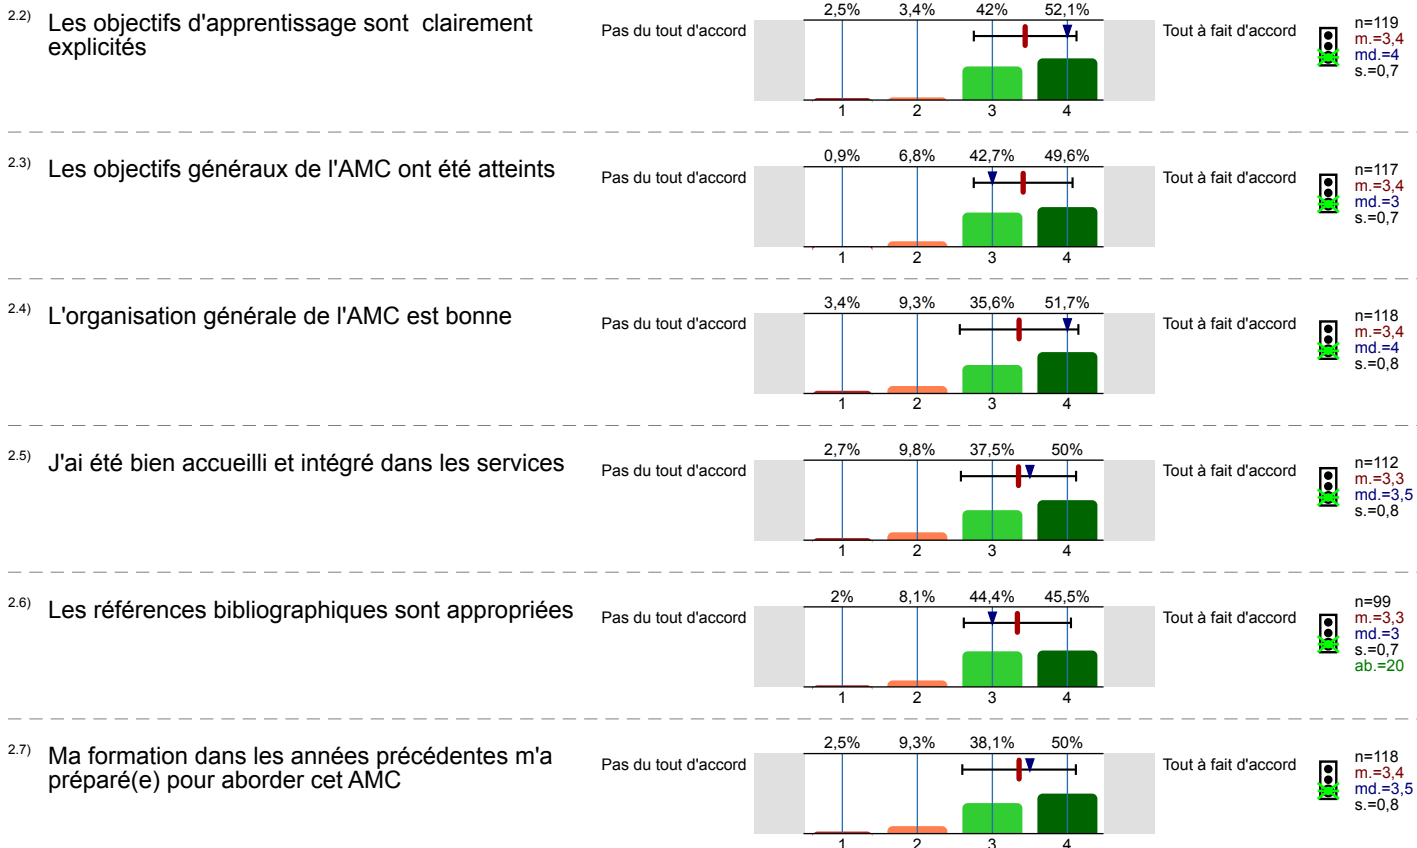 2.2) Les objectifs d'apprentissage sont clairement
explicités
Pas du tout d'accord
2,5% 3,4% 42% 52,1%
1 2 3 4
Tout à fait d'accord
n=119
m.=3,4
md.=4
s.=0,7
2.3) Les objectifs généraux de l'AMC ont été atteints
Pas du tout d'accord
0,9% 6,8% 42,7% 49,6%
1 2 3 4
Tout à fait d'accord
n=117
m.=3,4
md.=3
s.=0,7
2.4) L'organisation générale de l'AMC est bonne
Pas du tout d'accord
3,4% 9,3% 35,6% 51,7%
1 2 3 4
Tout à fait d'accord
n=118
m.=3,4
md.=4
s.=0,8
2.5) J'ai été bien accueilli et intégré dans les services
Pas du tout d'accord
2,7% 9,8% 37,5% 50%
1 2 3 4
Tout à fait d'accord
n=112
m.=3,3
md.=3,5
s.=0,8
2.6) Les références bibliographiques sont appropriées
Pas du tout d'accord
2% 8,1% 44,4% 45,5%
1 2 3 4
Tout à fait d'accord
n=99
m.=3,3
md.=3
s.=0,7
ab.=20
2.7) Ma formation dans les années précédentes m'a
préparé(e) pour aborder cet AMC
Pas du tout d'accord
2,5% 9,3% 38,1% 50%
1 2 3 4
Tout à fait d'accord
n=118
m.=3,4
md.=3,5
s.=0,8